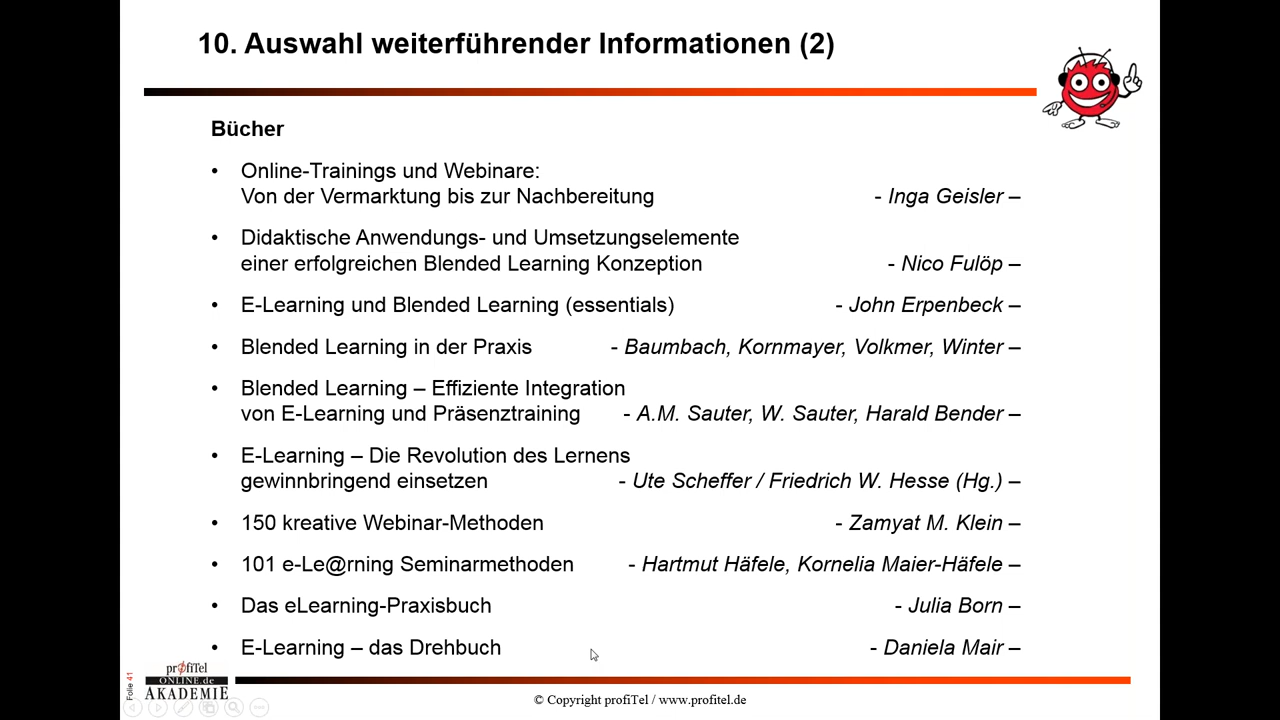 10. Auswahl weiterführender Informationen (2)
Bücher
• Online-Trainings und Webinare:
Von der Vermarktung bis zur Nachbereitung - Inga Geisler –
• Didaktische Anwendungs- und Umsetzungselemente
einer erfolgreichen Blended Learning Konzeption - Nico Fulöp –
• E-Learning und Blended Learning (essentials) - John Erpenbeck –
• Blended Learning in der Praxis - Baumbach, Kornmayer, Volkmer, Winter –
• Blended Learning – Effiziente Integration
von E-Learning und Präsenztraining - A.M. Sauter, W. Sauter, Harald Bender –
• E-Learning – Die Revolution des Lernens
gewinnbringend einsetzen - Ute Scheffer / Friedrich W. Hesse (Hg.) –
• 150 kreative Webinar-Methoden - Zamyat M. Klein –
• 101 e-Le@rning Seminarmethoden - Hartmut Häfele, Kornelia Maier-Häfele –
• Das eLearning-Praxisbuch - Julia Born –
• E-Learning – das Drehbuch - Daniela Mair –
Folie 41
profiTel
ONLINE.de
AKADEMIE
© Copyright profiTel / www.profitel.de